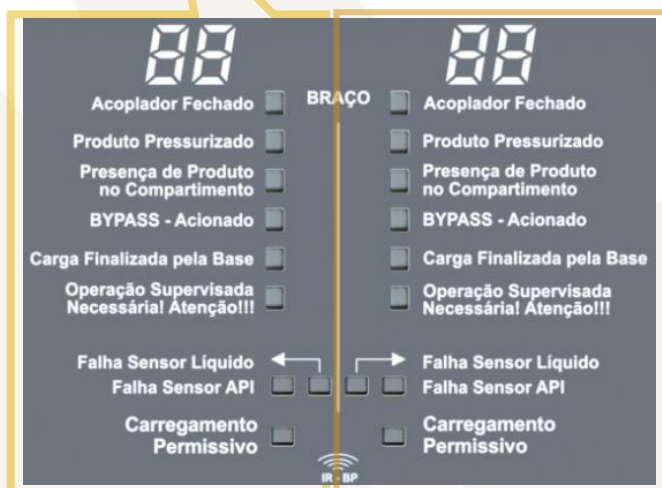 88 88
Acoplador Fechado BRAÇO Acoplador Fechado
Produto Pressurizado Produto Pressurizado
Presença de Produto Presença de Produto
no Compartimento no Compartimento
BYPASS - Acionado BYPASS - Acionado
Carga Finalizada pela Base Carga Finalizada pela Base
Operação Supervisada Operação Supervisada
Necessária! Atenção!!! Necessária! Atenção!!!
Falha Sensor Líquido Falha Sensor Líquido
Falha Sensor API Falha Sensor API
Carregamento Carregamento
Permissivo Permissivo
IR - BP